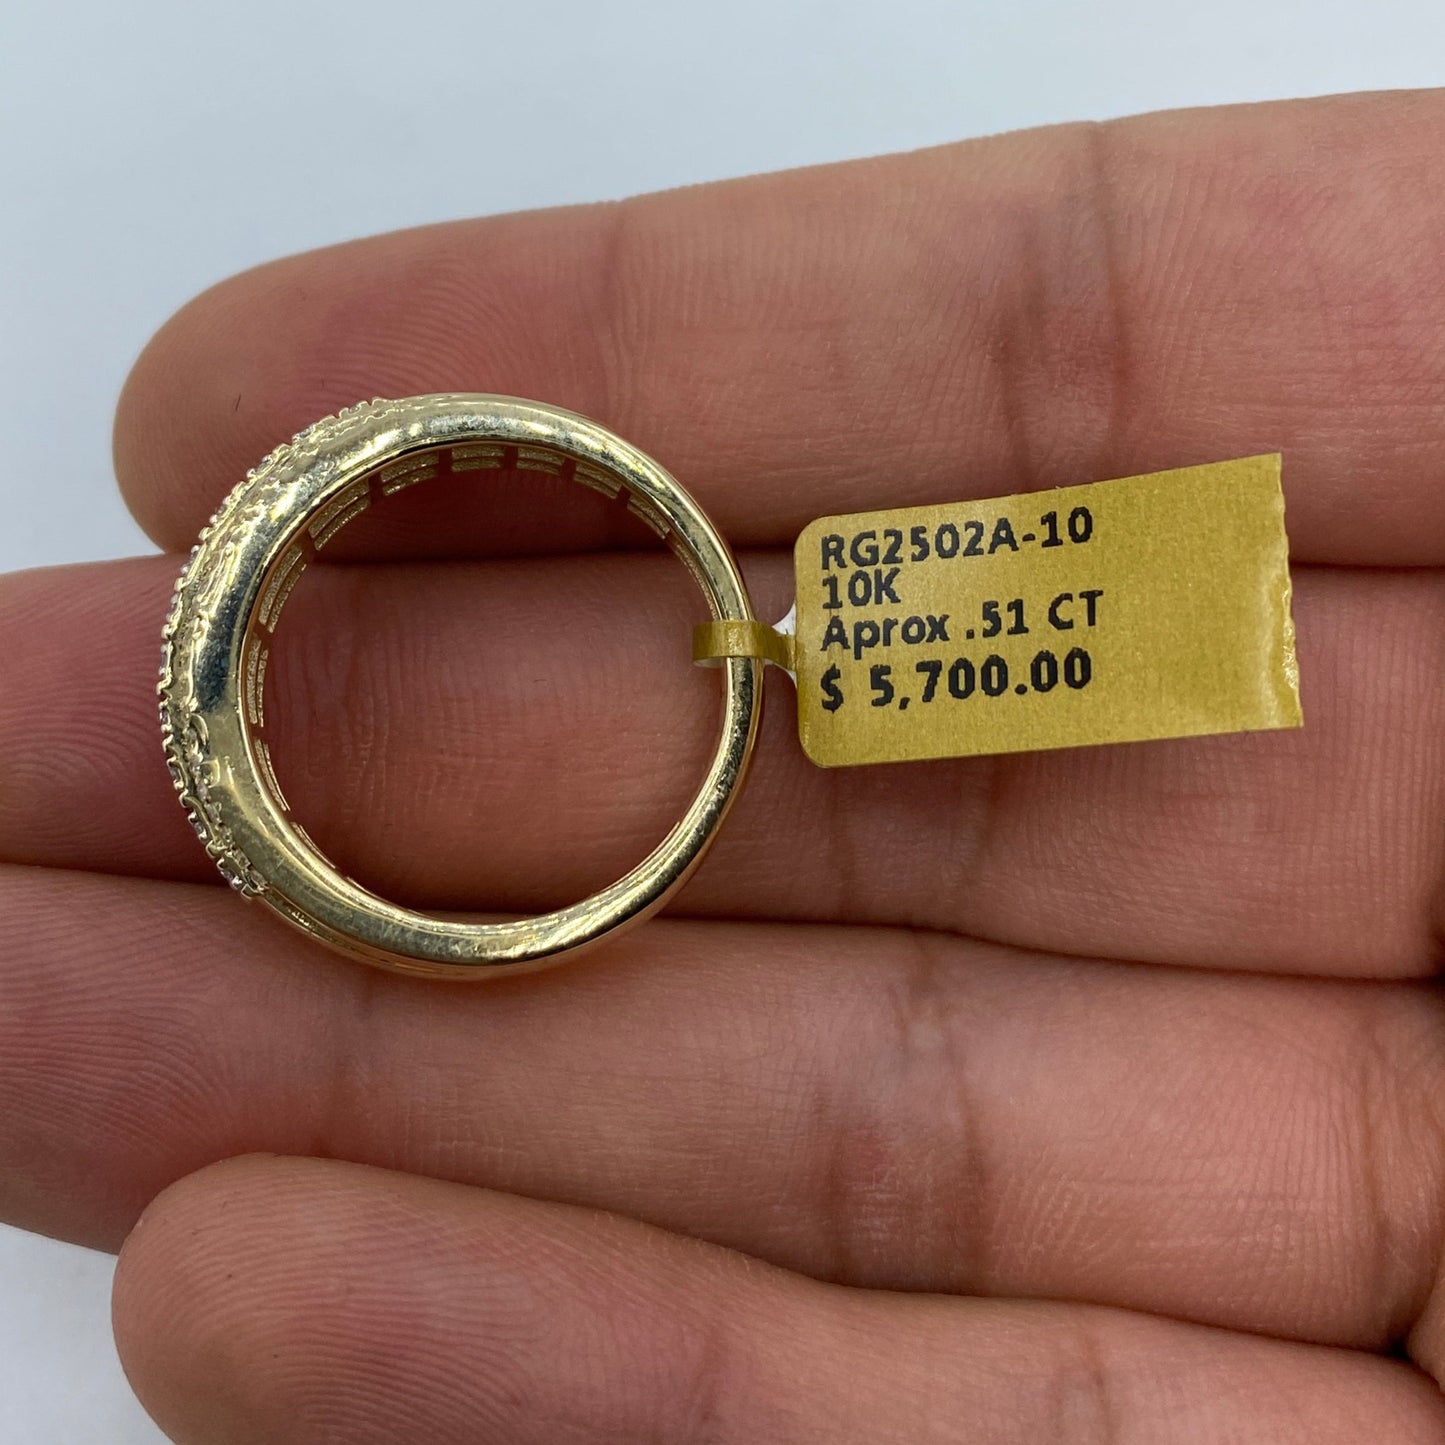 RG2502A-10
10K
Aprox .51 CT
$ 5,700.00